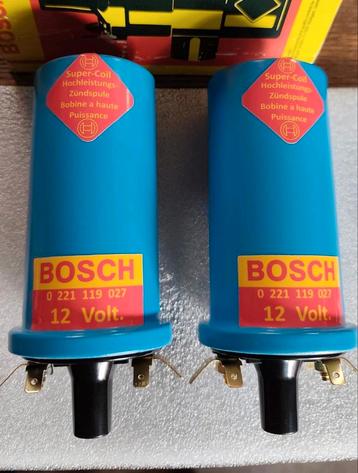 BOSCH
Super-Coil
Hochleistungs-
Zündspule
Bobine a haute
Puissance
BOSCH
0 221 119 027
12 Volt.
Super-Coil
Hochleistungs-
Zündspule
Bobine a haute
Puissance
BOSCH
0 221 119 027
12 Volt.